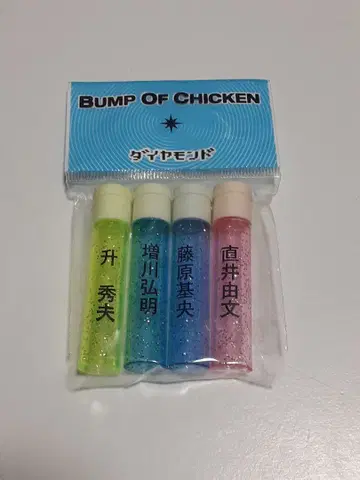 BUMP OF CHICKEN
ダイヤモンド
升 秀夫
増川弘明
藤原基央
直井由文